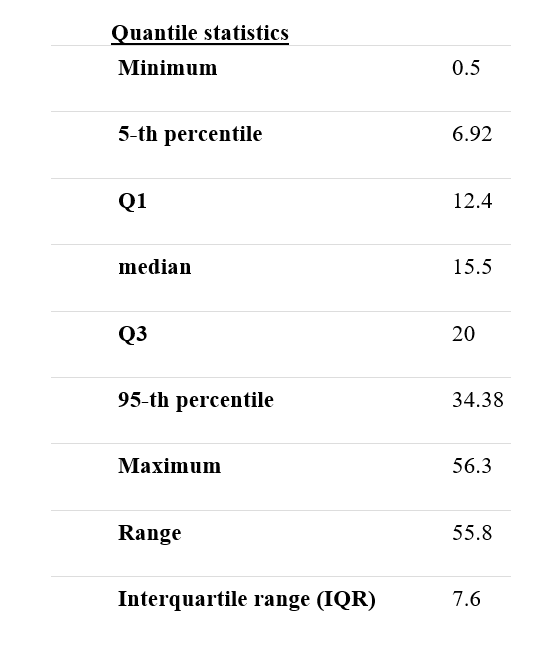 Quantile statistics
Minimum 0.5
5-th percentile 6.92
Q1 12.4
median 15.5
Q3 20
95-th percentile 34.38
Maximum 56.3
Range 55.8
Interquartile range (IQR) 7.6